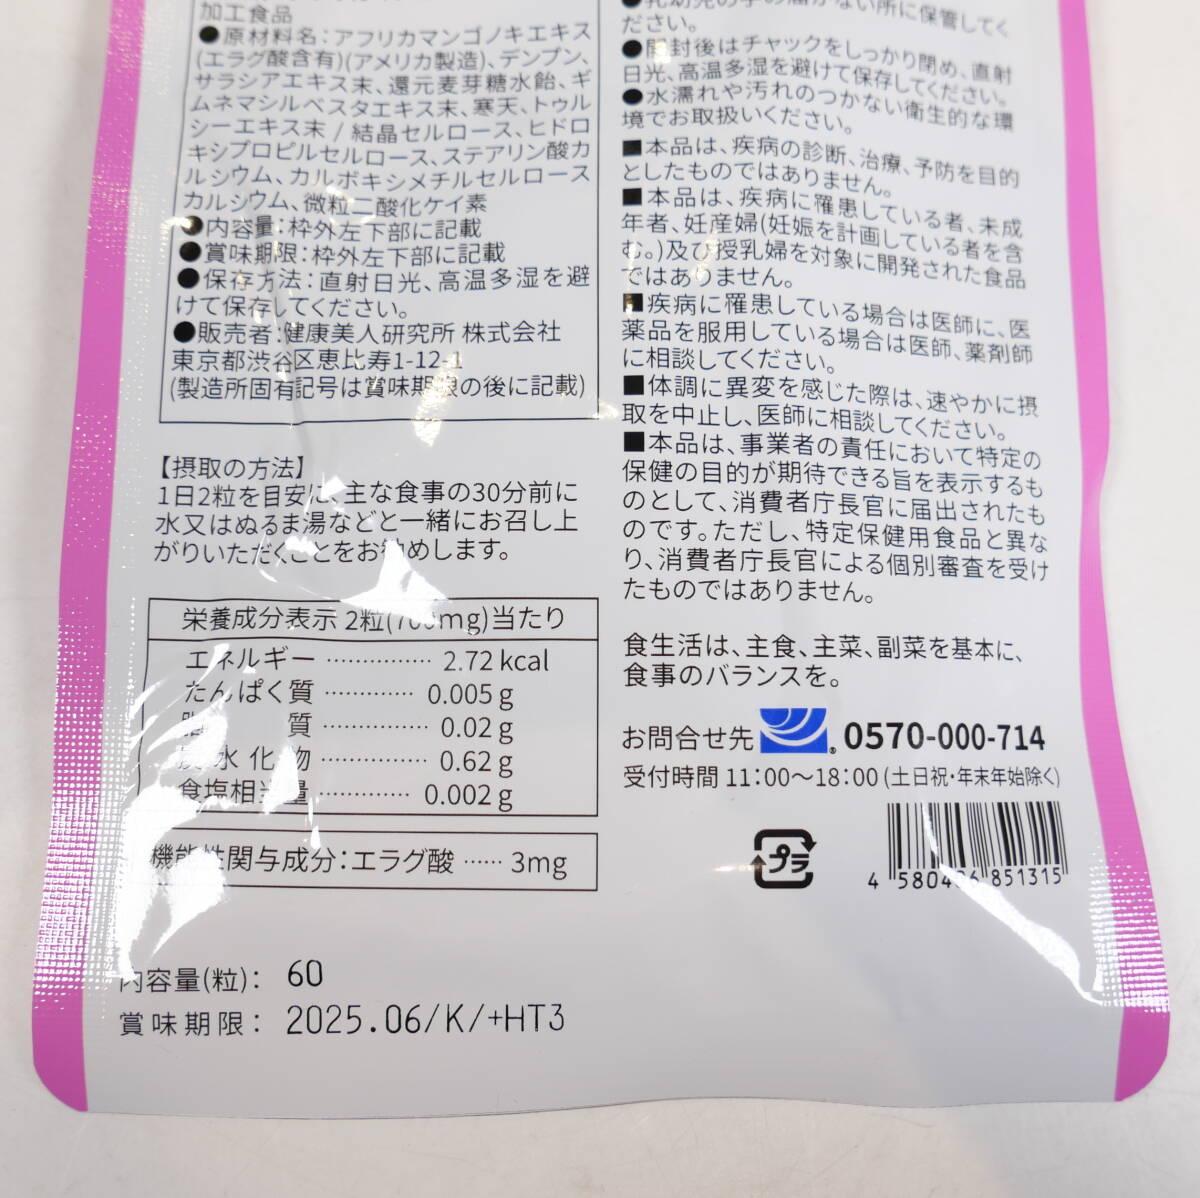 加工食品
●原材料名：アフリカマンゴノキエキス
(エラグ酸含有)(アメリカ製造)、デンプン、
サラシアエキス末、還元麦芽糖水飴、ギ
ムネマシルベスタエキス末、寒天、トゥル
シーエキス末 / 結晶セルロース、ヒドロ
キシプロピルセルロース、ステアリン酸カ
ルシウム、カルボキシメチルセルロース
カルシウム、微粒二酸化ケイ素
●内容量：枠外左下部に記載
●賞味期限：枠外左下部に記載
●保存方法：直射日光、高温多湿を避
けて保存してください。
●販売者：健康美人研究所 株式会社
東京都渋谷区恵比寿1-12-1
(製造所固有記号は賞味期限の後に記載)
【摂取の方法】
1日2粒を目安に、主な食事の30分前に
水又はぬるま湯などと一緒にお召し上
がりいただくことをお勧めします。
栄養成分表示 2粒(700mg)当たり
エネルギー ··············· 2.72 kcal
たんぱく質 ············· 0.005 g
脂　　質 ··············· 0.02 g
炭水化物 ··············· 0.62 g
食塩相当量 ············· 0.002 g
機能性関与成分：エラグ酸 ······ 3mg
内容量(粒)： 60
賞味期限： 2025.06/K/+HT3
●乳幼児の手の届かない所に保管してく
ださい。
●開封後はチャックをしっかり閉め、直射
日光、高温多湿を避けて保存してください。
●水濡れや汚れのつかない衛生的な環
境でお取扱いください。
■本品は、疾病の診断、治療、予防を目的
としたものではありません。
■本品は、疾病に罹患している者、未成
年者、妊産婦(妊娠を計画している者を含
む。)及び授乳婦を対象に開発された食品
ではありません。
■疾病に罹患している場合は医師に、医
薬品を服用している場合は医師、薬剤師
に相談してください。
■体調に異変を感じた際は、速やかに摂
取を中止し、医師に相談してください。
■本品は、事業者の責任において特定の
保健の目的が期待できる旨を表示するも
のとして、消費者庁長官に届出されたも
のです。ただし、特定保健用食品と異な
り、消費者庁長官による個別審査を受け
たものではありません。
食生活は、主食、主菜、副菜を基本に、
食事のバランスを。
お問合せ先 0570-000-714
受付時間 11:00〜18:00 (土日祝・年末年始除く)
プラ
4 580436 851315